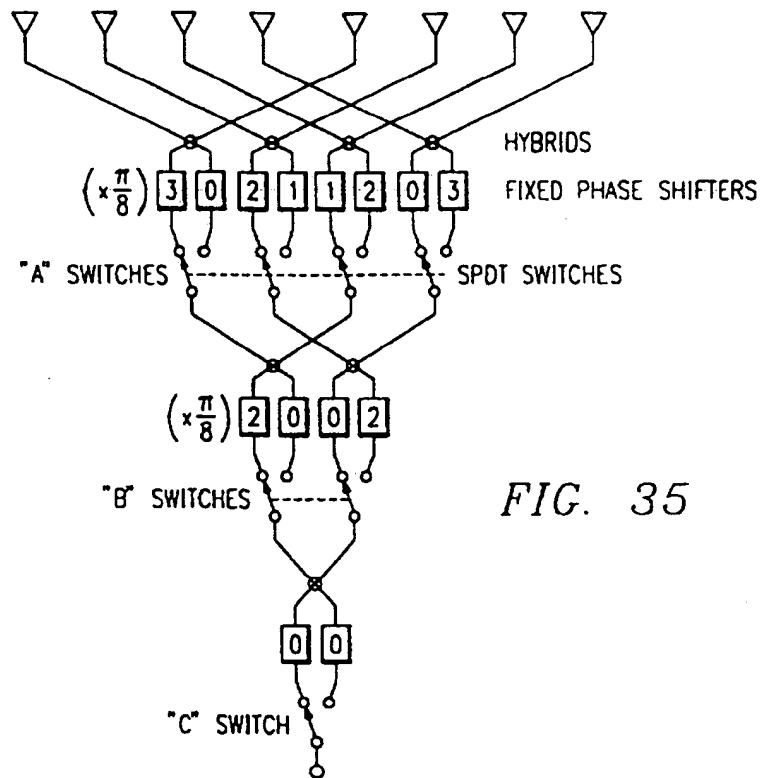 HYBRIDS
(×π/8) 3 0 2 1 1 2 0 3 FIXED PHASE SHIFTERS
"A" SWITCHES SPDT SWITCHES
(×π/8) 2 0 0 2
"B" SWITCHES
FIG. 35
0 0
"C" SWITCH